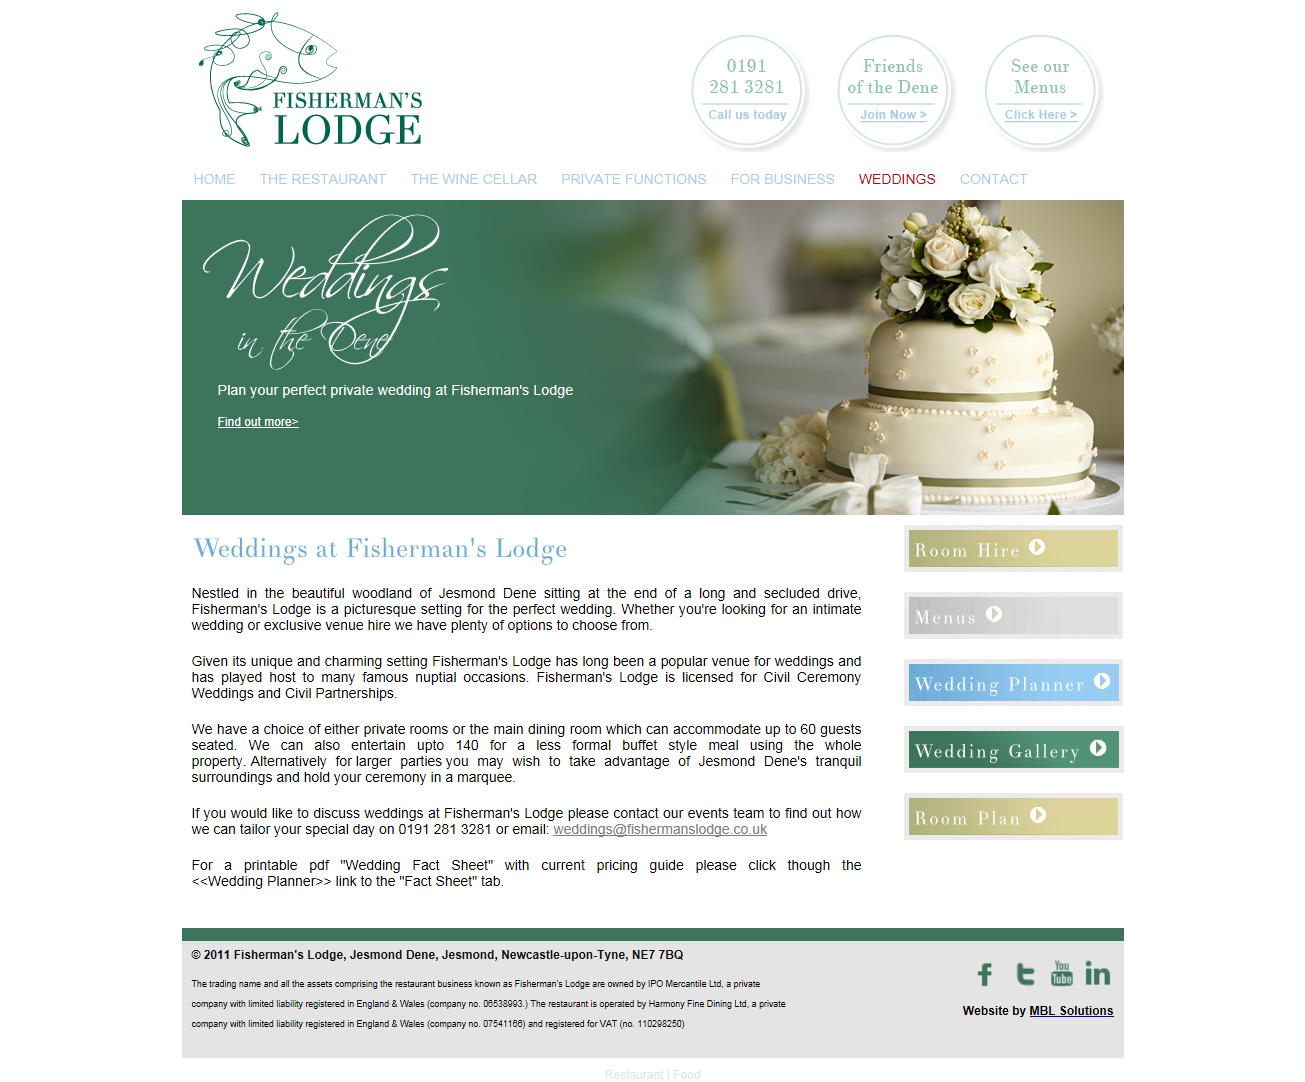 FISHERMAN'S
LODGE
0191
281 3281
Call us today
Friends
of the Dene
Join Now >
See our
Menus
Click Here >
HOME THE RESTAURANT THE WINE CELLAR PRIVATE FUNCTIONS FOR BUSINESS WEDDINGS CONTACT
Weddings
in the Dene
Plan your perfect private wedding at Fisherman's Lodge
Find out more>
Weddings at Fisherman's Lodge
Nestled in the beautiful woodland of Jesmond Dene sitting at the end of a long and secluded drive,
Fisherman's Lodge is a picturesque setting for the perfect wedding. Whether you're looking for an intimate
wedding or exclusive venue hire we have plenty of options to choose from.
Given its unique and charming setting Fisherman's Lodge has long been a popular venue for weddings and
has played host to many famous nuptial occasions. Fisherman's Lodge is licensed for Civil Ceremony
Weddings and Civil Partnerships.
We have a choice of either private rooms or the main dining room which can accommodate up to 60 guests
seated. We can also entertain upto 140 for a less formal buffet style meal using the whole
property. Alternatively for larger parties you may wish to take advantage of Jesmond Dene's tranquil
surroundings and hold your ceremony in a marquee.
If you would like to discuss weddings at Fisherman's Lodge please contact our events team to find out how
we can tailor your special day on 0191 281 3281 or email: weddings@fishermanslodge.co.uk
For a printable pdf "Wedding Fact Sheet" with current pricing guide please click though the
<<Wedding Planner>> link to the "Fact Sheet" tab.
Room Hire
Menus
Wedding Planner
Wedding Gallery
Room Plan
© 2011 Fisherman's Lodge, Jesmond Dene, Jesmond, Newcastle-upon-Tyne, NE7 7BQ
The trading name and all the assets comprising the restaurant business known as Fisherman's Lodge are owned by IPO Mercantile Ltd, a private
company with limited liability registered in England & Wales (company no. 06538993.) The restaurant is operated by Harmony Fine Dining Ltd, a private
company with limited liability registered in England & Wales (company no. 07541166) and registered for VAT (no. 110298250)
f t You Tube in
Website by MBL Solutions
Restaurant | Food